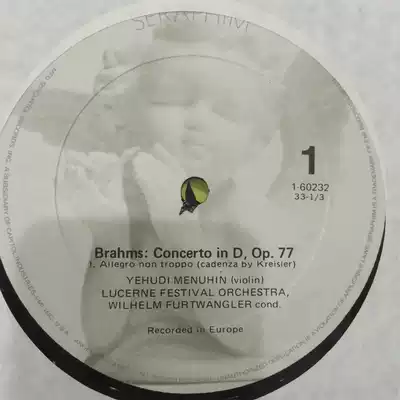 SERAPHIM
1
1-60232
33-1/3
Brahms: Concerto in D, Op. 77
I. Allegro non troppo (cadenza by Kreisler)
YEHUDI MENUHIN (violin)
LUCERNE FESTIVAL ORCHESTRA,
WILHELM FURTWANGLER cond.
Recorded in Europe